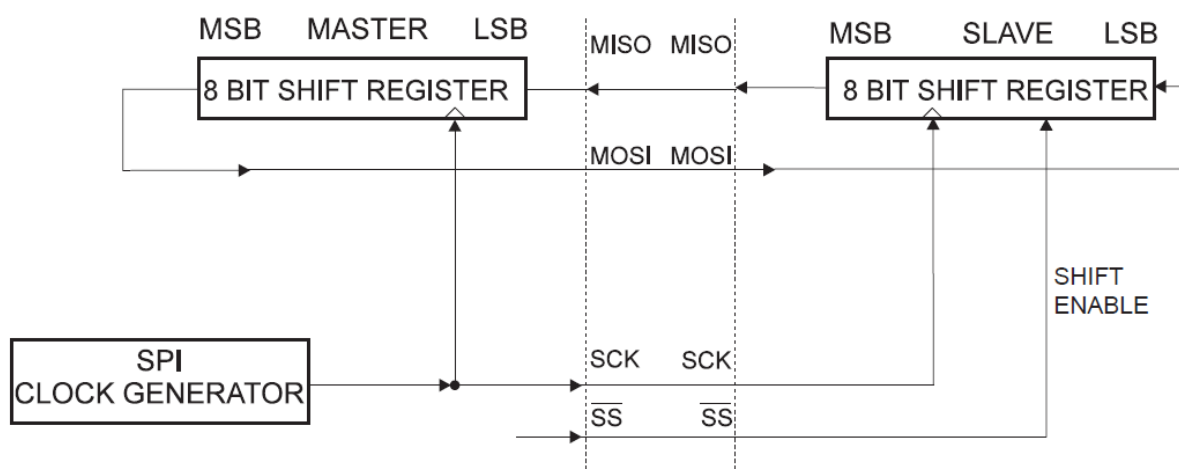 MSB MASTER LSB
MISO MISO
MSB SLAVE LSB
8 BIT SHIFT REGISTER
8 BIT SHIFT REGISTER
MOSI MOSI
SHIFT
ENABLE
SPI
CLOCK GENERATOR
SCK SCK
SS SS